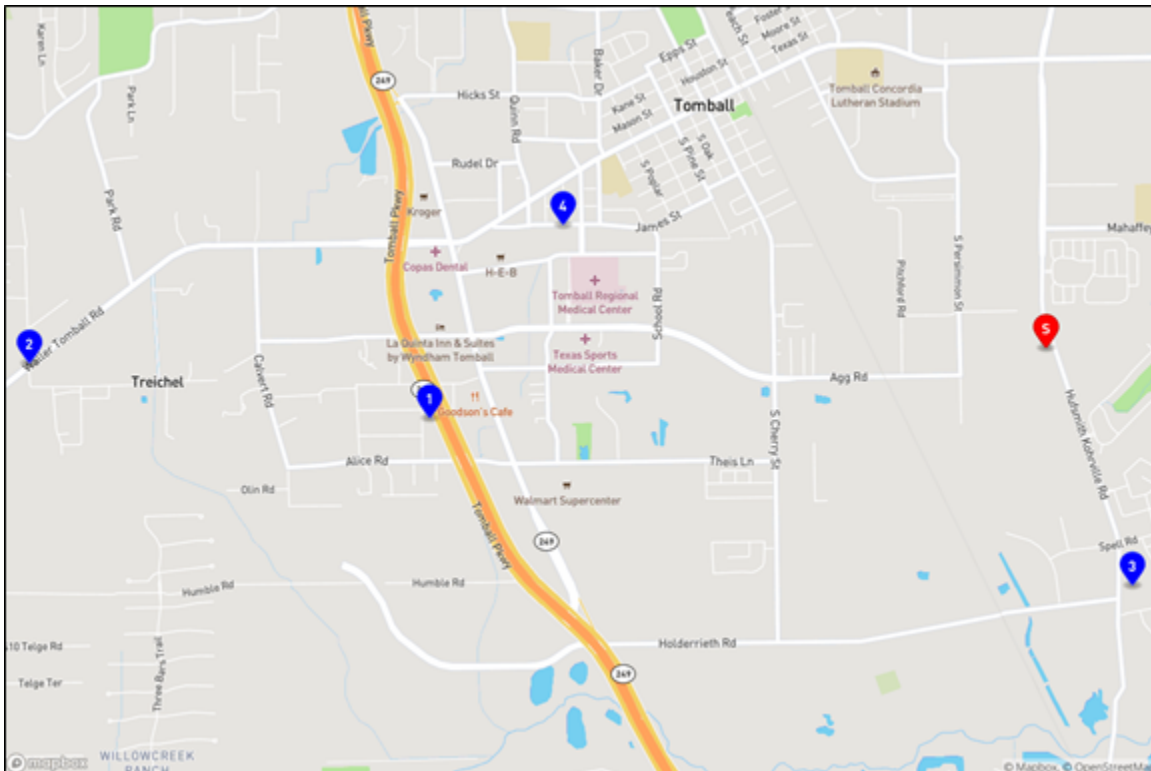 Karen Ln
Park Ln
Park Rd
l Pkwy
249
Hicks St
Quinn Rd
Baker Dr
Epps St
Houston St
Foster S
Moore St
Texas St
each St
Kane St
Mason St
Tomball
Tomball Concordia
Lutheran Stadium
Rudel Dr
S Oak
S Pine St
S Poplar
Kroger
4
James St
Tomball Pkwy
Copas Dental
H-E-B
Tomball Regional
Medical Center
School Rd
Pitchford Rd
S Persimmon St
Mahaffey
S
Waller Tomball Rd
2
Treichel
Calvert Rd
La Quinta Inn & Suites
by Wyndham Tomball
Texas Sports
Medical Center
Agg Rd
1
Goodson's Cafe
S Cherry St
Hufsmith Kohrville Rd
Alice Rd
Theis Ln
Olin Rd
Walmart Supercenter
Tomball Pkwy
249
Spell Rd
3
Humble Rd
Humble Rd
510 Telge Rd
Three Bars Trail
Holderrieth Rd
Telge Ter
249
WILLOWCREEK
RANCH
mapbox
© Mapbox, © OpenStreetMap